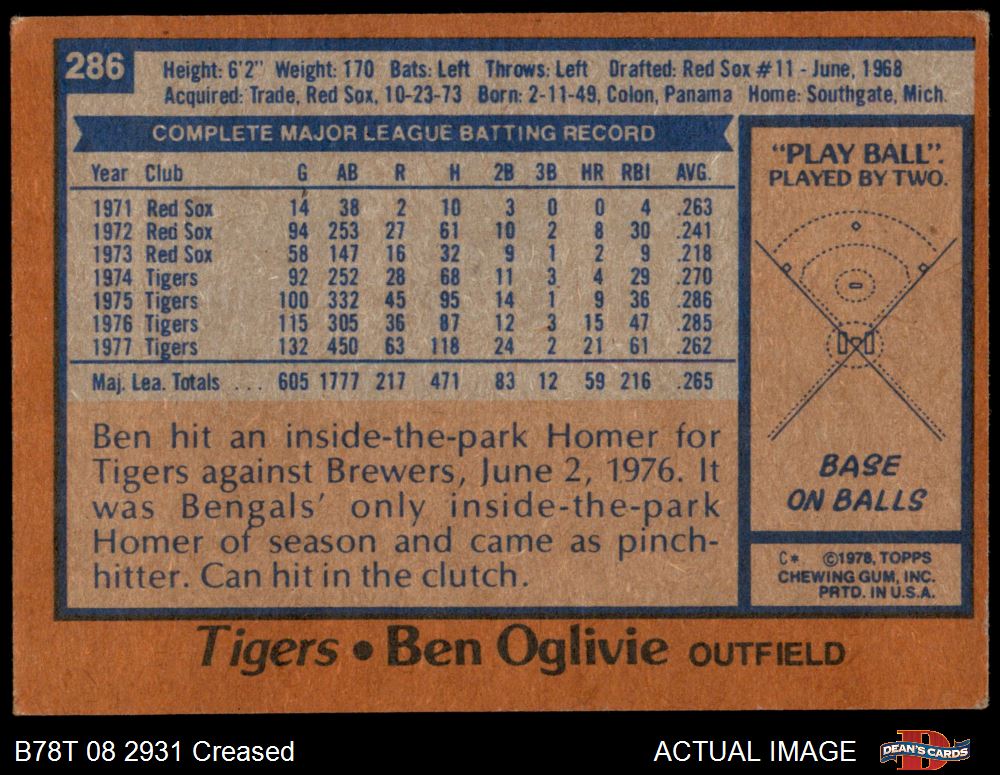 286
Height: 6'2" Weight: 170 Bats: Left Throws: Left Drafted: Red Sox #11 - June, 1968
Acquired: Trade, Red Sox, 10-23-73 Born: 2-11-49, Colon, Panama Home: Southgate, Mich.
COMPLETE MAJOR LEAGUE BATTING RECORD
Year Club G AB R H 2B 3B HR RBI AVG.
1971 Red Sox 14 38 2 10 3 0 0 4 .263
1972 Red Sox 94 253 27 61 10 2 8 30 .241
1973 Red Sox 58 147 16 32 9 1 2 9 .218
1974 Tigers 92 252 28 68 11 3 4 29 .270
1975 Tigers 100 332 45 95 14 1 9 36 .286
1976 Tigers 115 305 36 87 12 3 15 47 .285
1977 Tigers 132 450 63 118 24 2 21 61 .262
Maj. Lea. Totals ... 605 1777 217 471 83 12 59 216 .265
Ben hit an inside-the-park Homer for
Tigers against Brewers, June 2, 1976. It
was Bengals' only inside-the-park
Homer of season and came as pinch-
hitter. Can hit in the clutch.
"PLAY BALL".
PLAYED BY TWO.
BASE
ON BALLS
C* ©1978, TOPPS
CHEWING GUM, INC.
PRTD. IN U.S.A.
Tigers • Ben Oglivie OUTFIELD
B78T 08 2931 Creased
ACTUAL IMAGE
D
DEAN'S CARDS